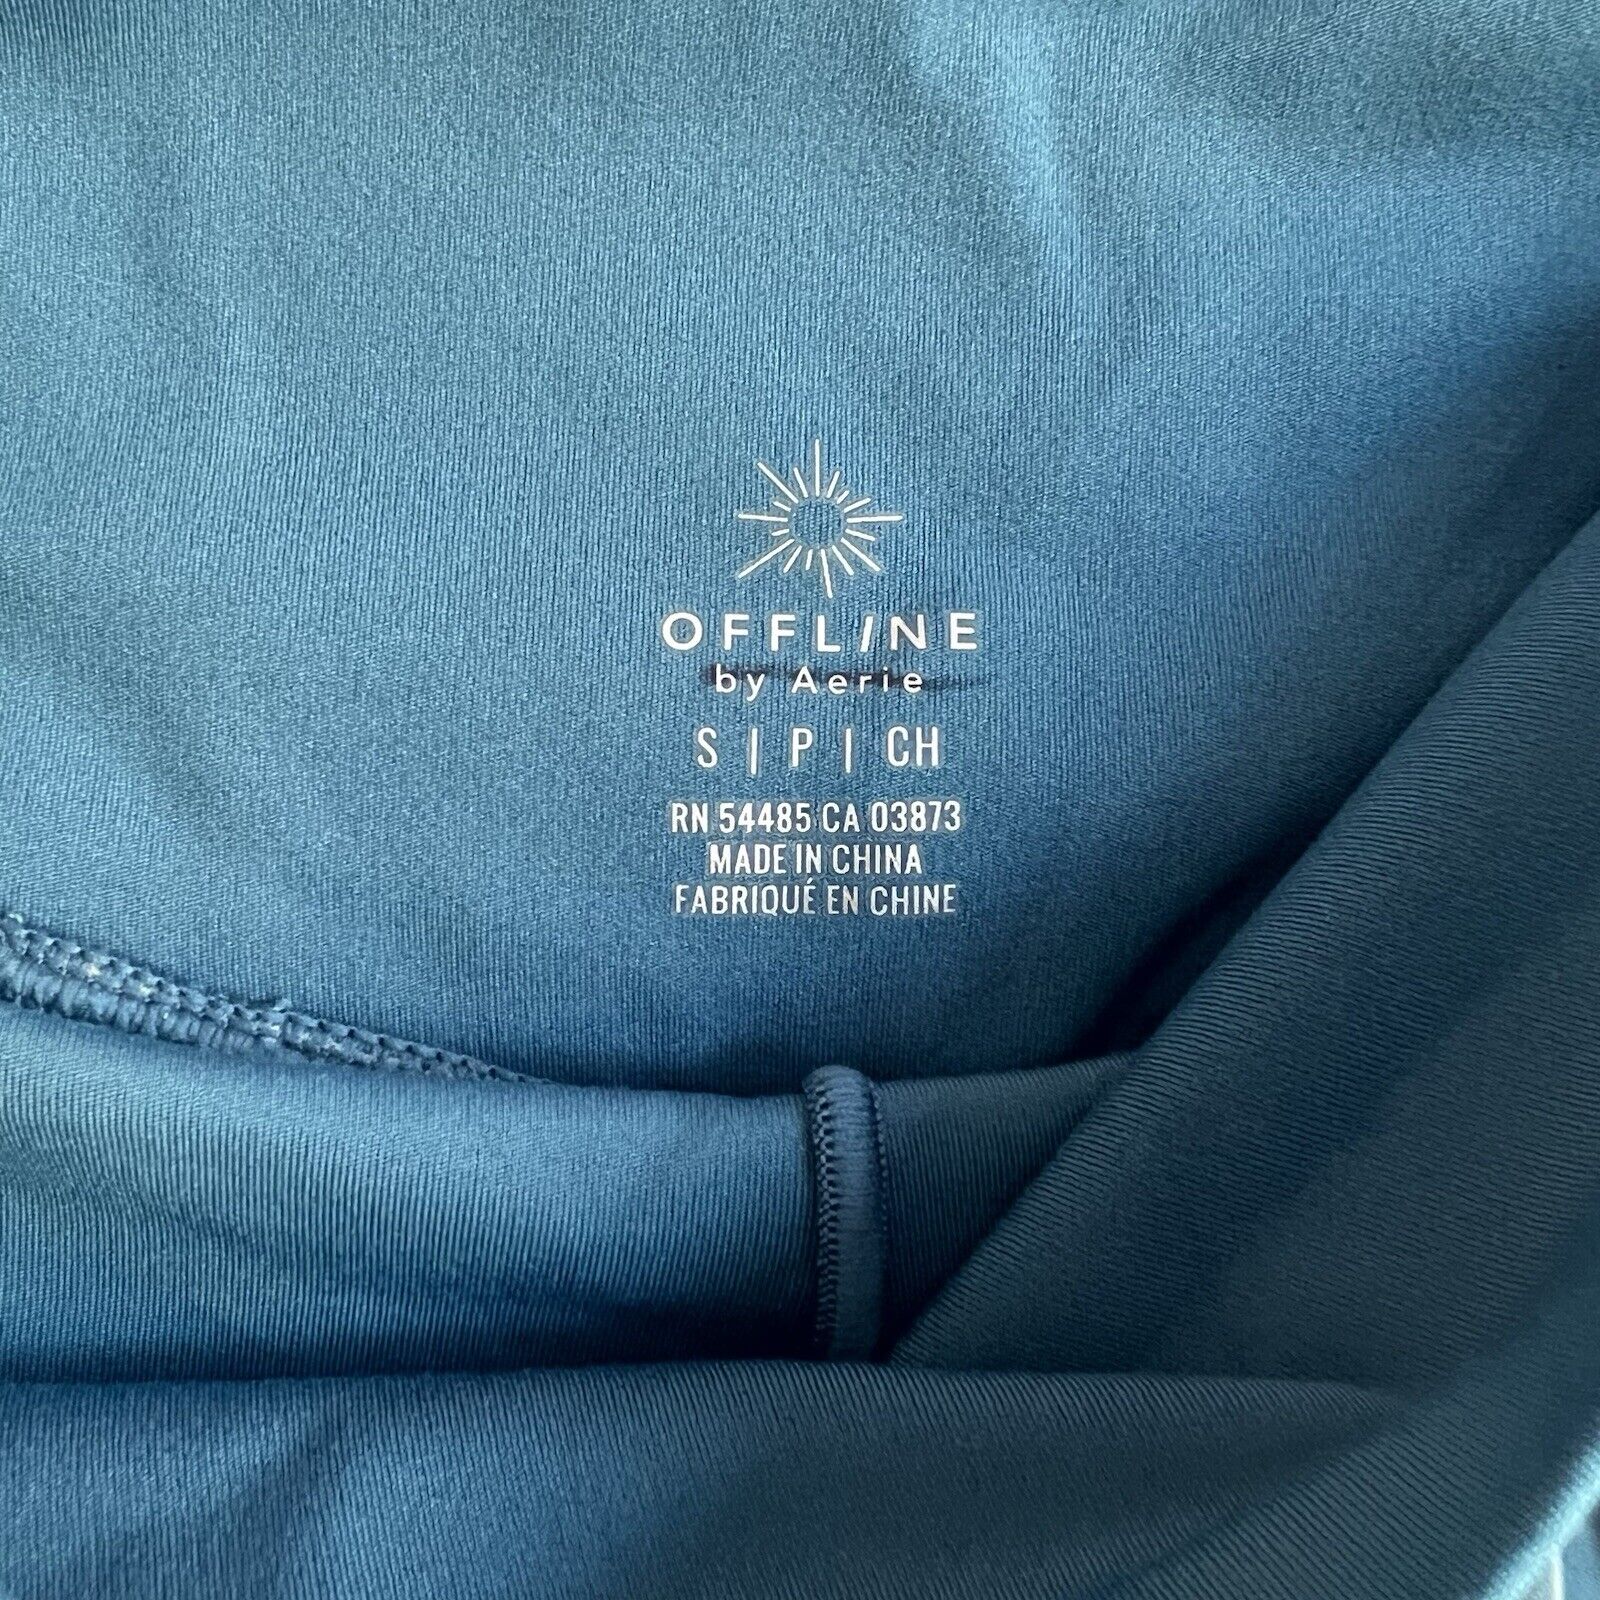 OFFLINE
by Aerie
S | P | CH
RN 54485 CA 03873
MADE IN CHINA
FABRIQUÉ EN CHINE